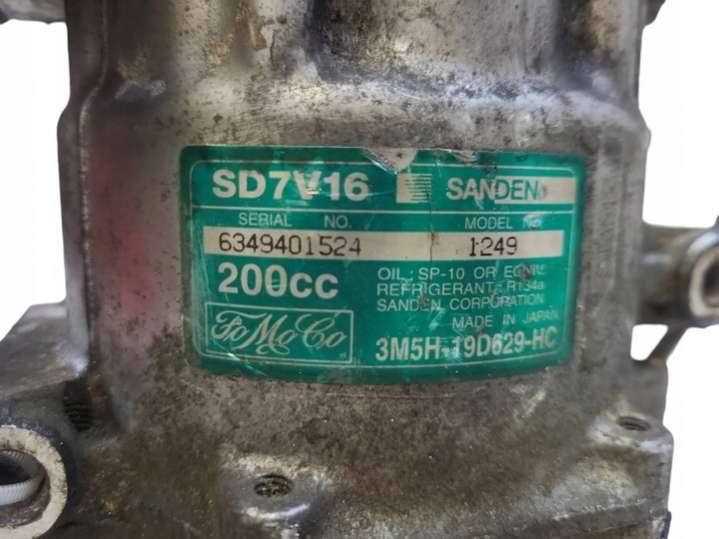 SD7V16 SANDEN
SERIAL NO. MODEL No.
6349401524 1249
200cc
OIL : SP-10 OR EQUIV
REFRIGERANT : R134a
SANDEN CORPORATION
MADE IN JAPAN
FoMoCo
3M5H-19D629-HC